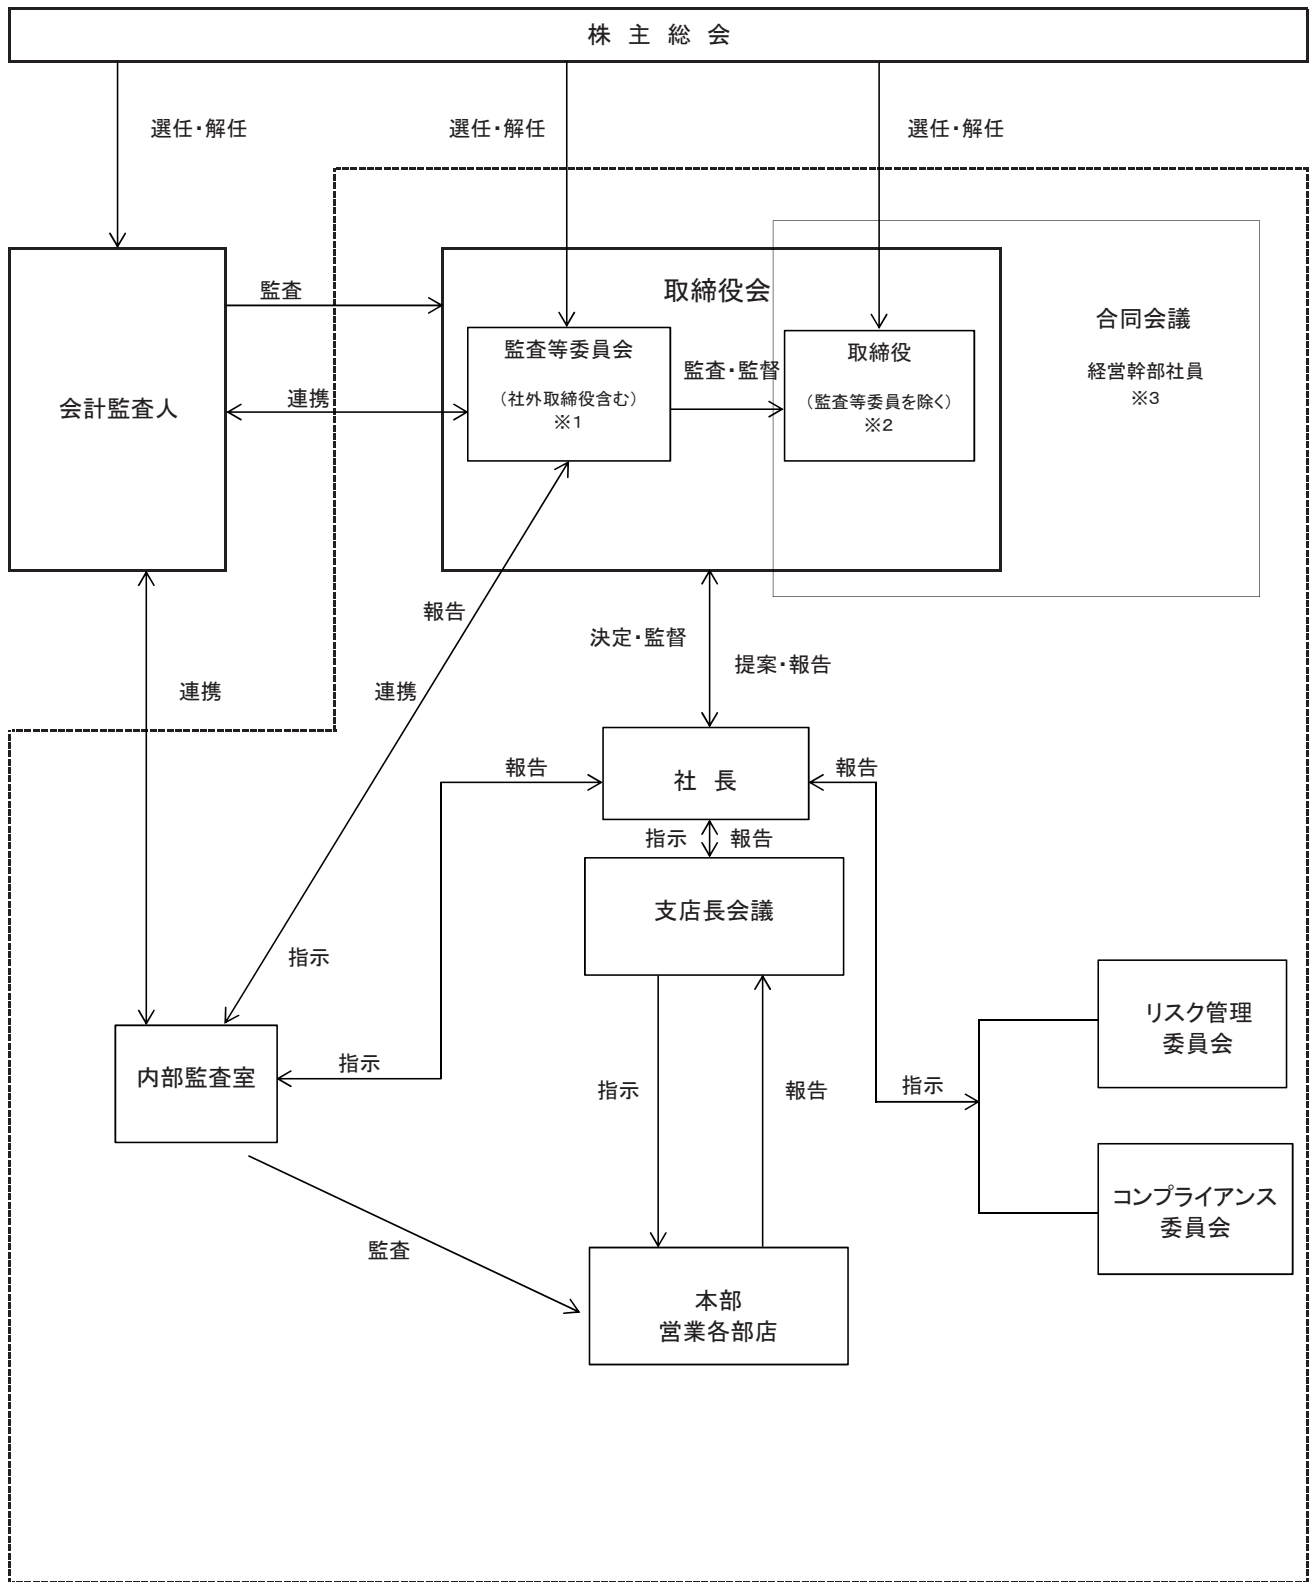 株 主 総 会
選任・解任
選任・解任
選任・解任
監査
取締役会
合同会議
経営幹部社員
※3
監査等委員会
(社外取締役含む)
※1
監査・監督
取締役
(監査等委員を除く)
※2
会計監査人
連携
報告
決定・監督
提案・報告
連携
連携
報告
社 長
報告
指示
報告
支店長会議
指示
リスク管理
委員会
内部監査室
指示
指示
報告
指示
コンプライアンス
委員会
監査
本部
営業各部店